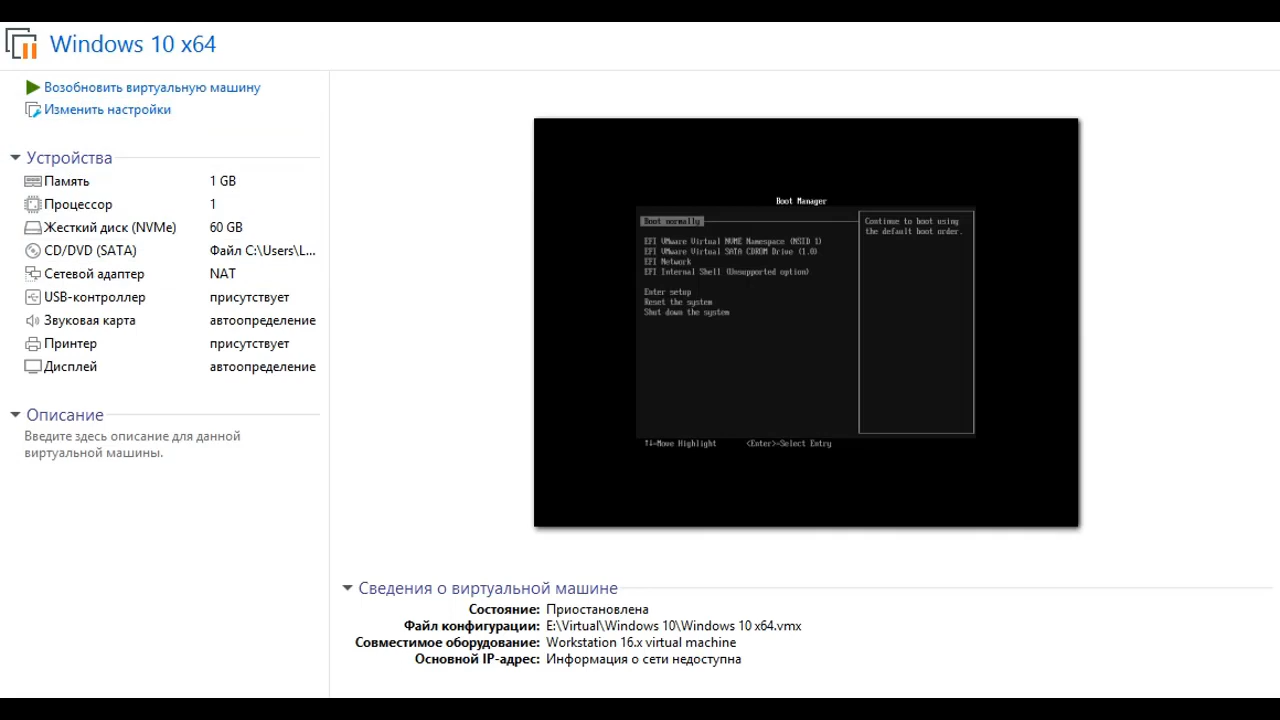 Windows 10 x64
Возобновить виртуальную машину
Изменить настройки
Устройства
Память 1 GB
Процессор 1
Жесткий диск (NVMe) 60 GB
CD/DVD (SATA) Файл C:\Users\L...
Сетевой адаптер NAT
USB-контроллер присутствует
Звуковая карта автоопределение
Принтер присутствует
Дисплей автоопределение
Описание
Введите здесь описание для данной
виртуальной машины.
Boot Manager
Boot normally
EFI VMware Virtual NVME Namespace (NSID 1)
EFI VMware Virtual SATA CDROM Drive (1.0)
EFI Network
EFI Internal Shell (Unsupported option)
Enter setup
Reset the system
Shut down the system
Continue to boot using
the default boot order.
↑↓=Move Highlight <Enter>=Select Entry
Сведения о виртуальной машине
Состояние: Приостановлена
Файл конфигурации: E:\Virtual\Windows 10\Windows 10 x64.vmx
Совместимое оборудование: Workstation 16.x virtual machine
Основной IP-адрес: Информация о сети недоступна